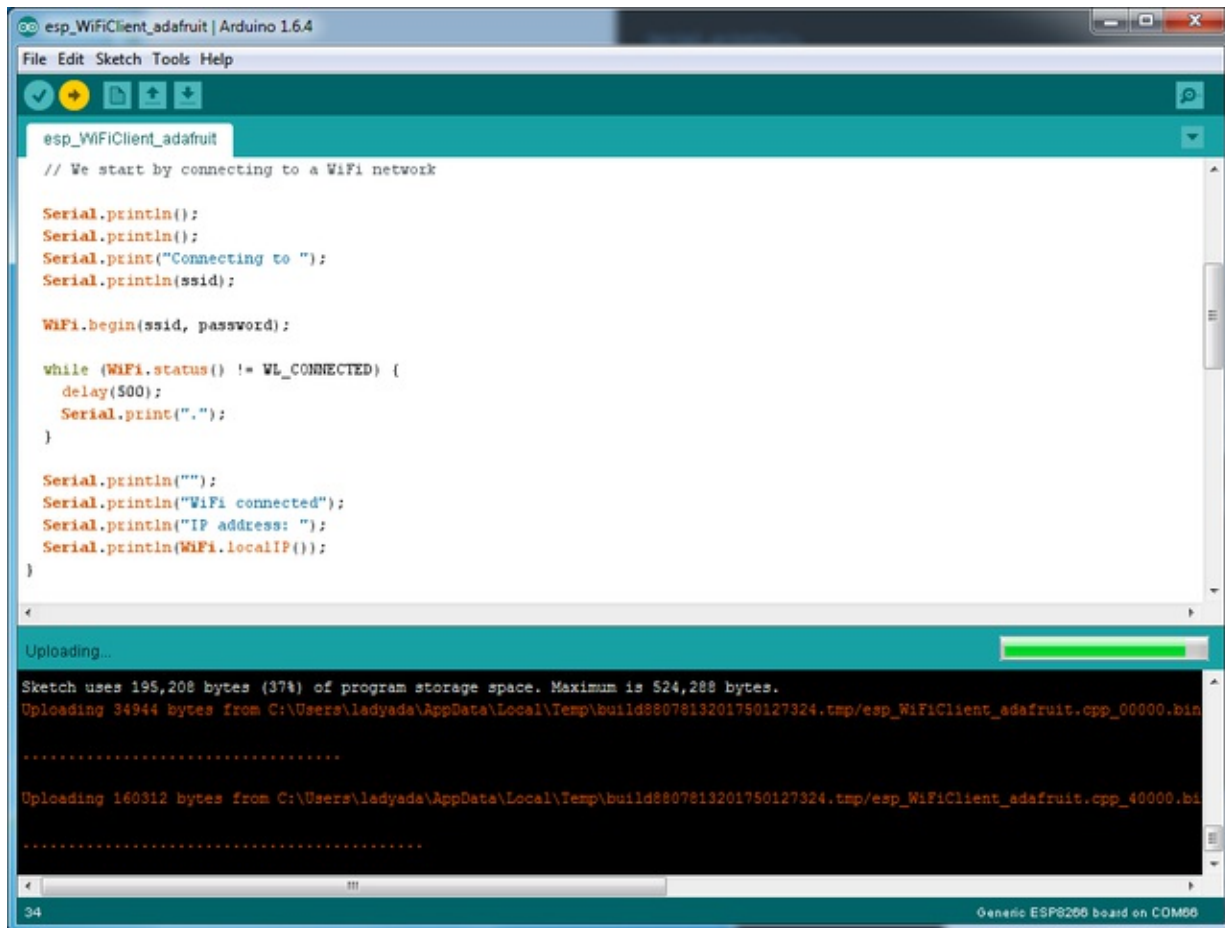 esp_WiFiClient_adafruit | Arduino 1.6.4
File Edit Sketch Tools Help
esp_WiFiClient_adafruit
// We start by connecting to a WiFi network
Serial.println();
Serial.println();
Serial.print("Connecting to ");
Serial.println(ssid);
WiFi.begin(ssid, password);
while (WiFi.status() != WL_CONNECTED) {
delay(500);
Serial.print(".");
}
Serial.println("");
Serial.println("WiFi connected");
Serial.println("IP address: ");
Serial.println(WiFi.localIP());
}
Uploading...
Sketch uses 195,208 bytes (37%) of program storage space. Maximum is 524,288 bytes.
Uploading 34944 bytes from C:\Users\ladyada\AppData\Local\Temp\build8807813201750127324.tmp/esp_WiFiClient_adafruit.cpp_00000.bin
...................................
Uploading 160312 bytes from C:\Users\ladyada\AppData\Local\Temp\build8807813201750127324.tmp/esp_WiFiClient_adafruit.cpp_40000.bi
............................................
34
Generic ESP8266 board on COM66